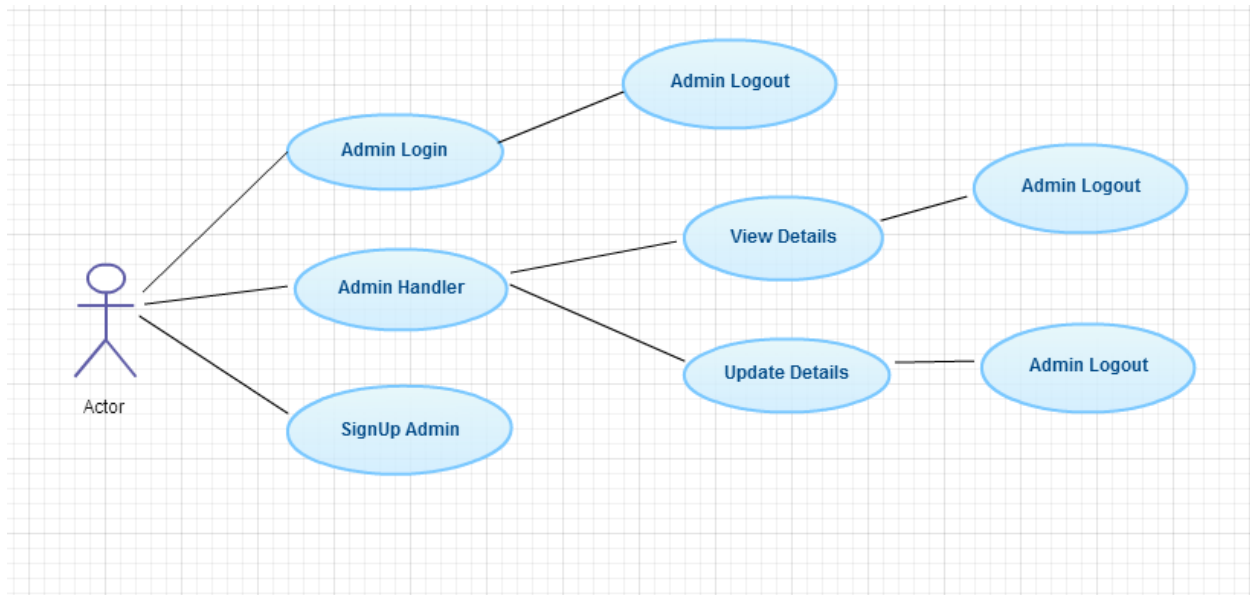 Admin Logout
Admin Login
Admin Logout
View Details
Admin Handler
Update Details
Admin Logout
Actor
SignUp Admin